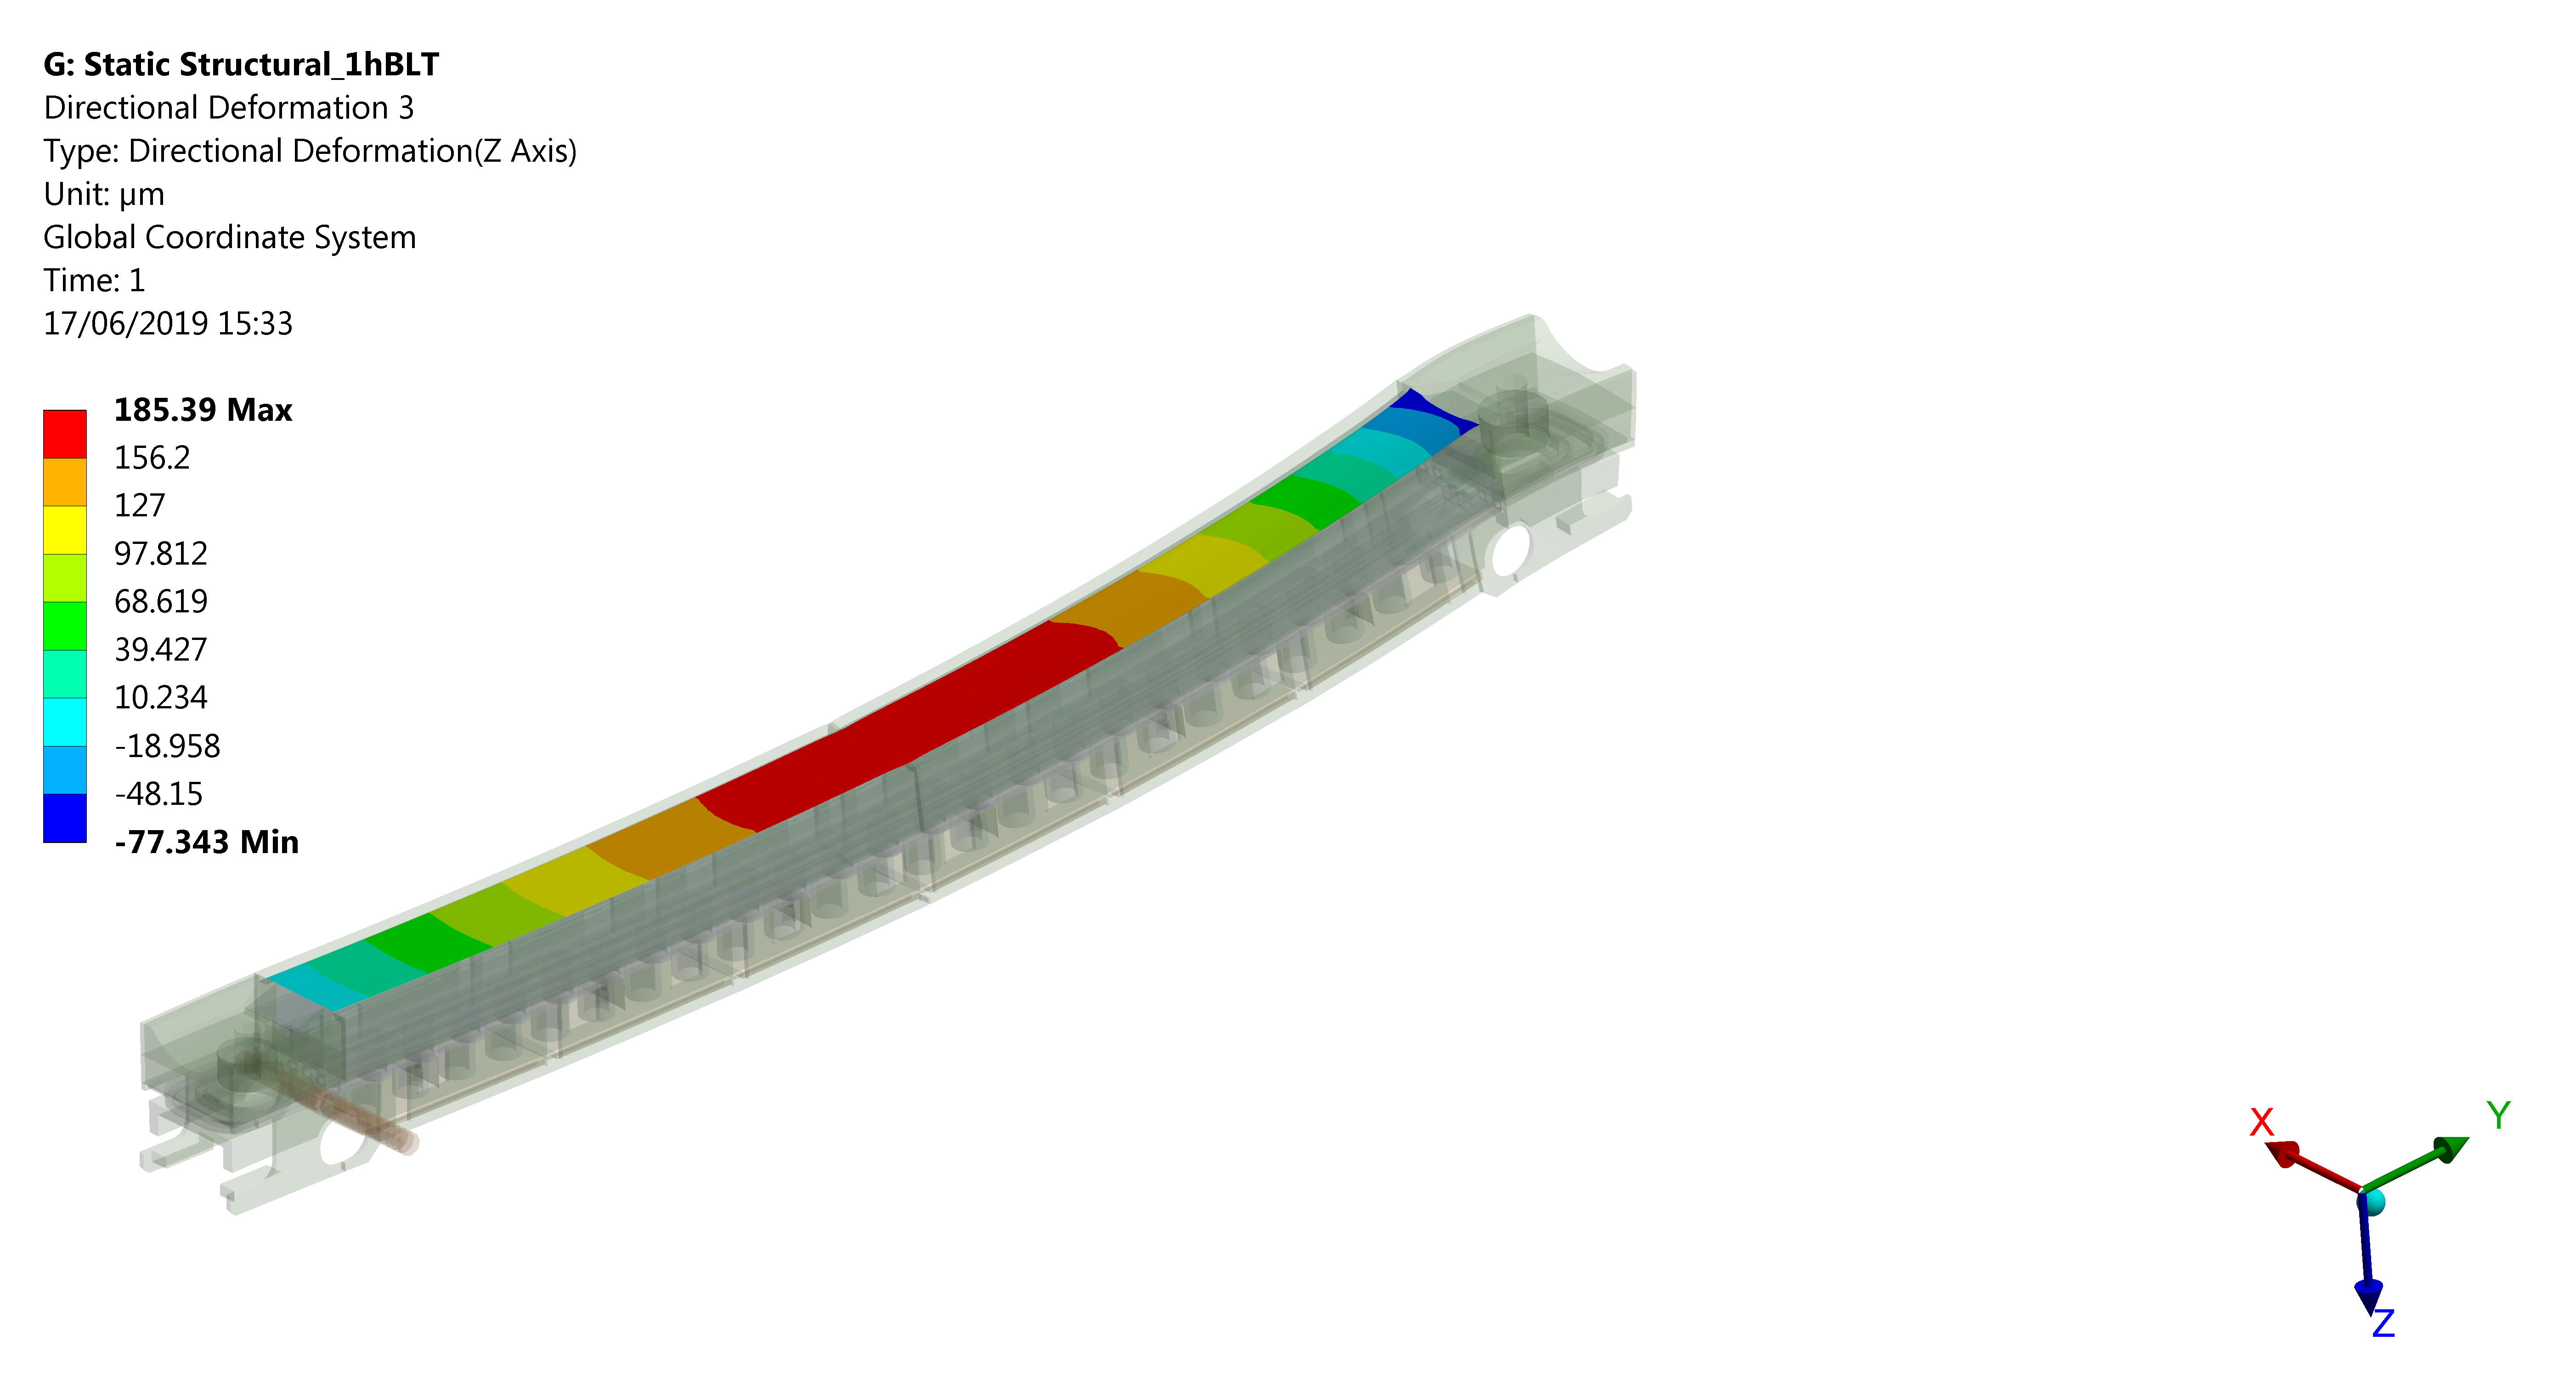 G: Static Structural_1hBLT
Directional Deformation 3
Type: Directional Deformation(Z Axis)
Unit: µm
Global Coordinate System
Time: 1
17/06/2019 15:33
185.39 Max
156.2
127
97.812
68.619
39.427
10.234
-18.958
-48.15
-77.343 Min
X
Y
Z